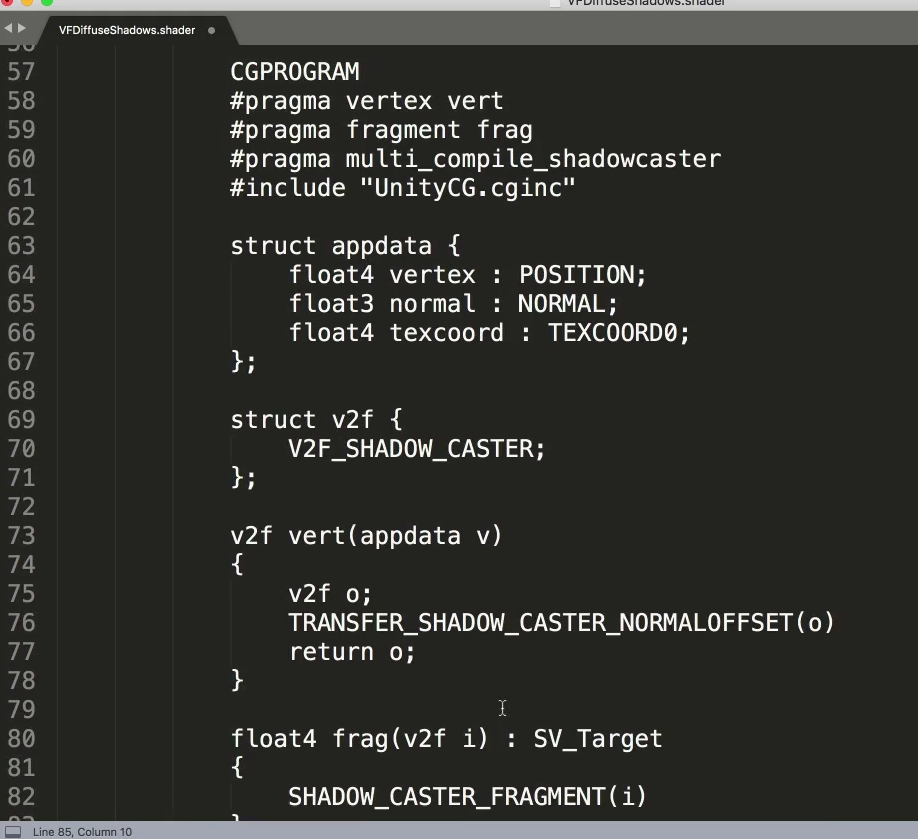 VFDiffuseShadows.shader
VFDiffuseShadows.shader
56
57 CGPROGRAM
58 #pragma vertex vert
59 #pragma fragment frag
60 #pragma multi_compile_shadowcaster
61 #include "UnityCG.cginc"
62
63 struct appdata {
64 float4 vertex : POSITION;
65 float3 normal : NORMAL;
66 float4 texcoord : TEXCOORD0;
67 };
68
69 struct v2f {
70 V2F_SHADOW_CASTER;
71 };
72
73 v2f vert(appdata v)
74 {
75 v2f o;
76 TRANSFER_SHADOW_CASTER_NORMALOFFSET(o)
77 return o;
78 }
79
80 float4 frag(v2f i) : SV_Target
81 {
82 SHADOW_CASTER_FRAGMENT(i)
83 }
Line 85, Column 10